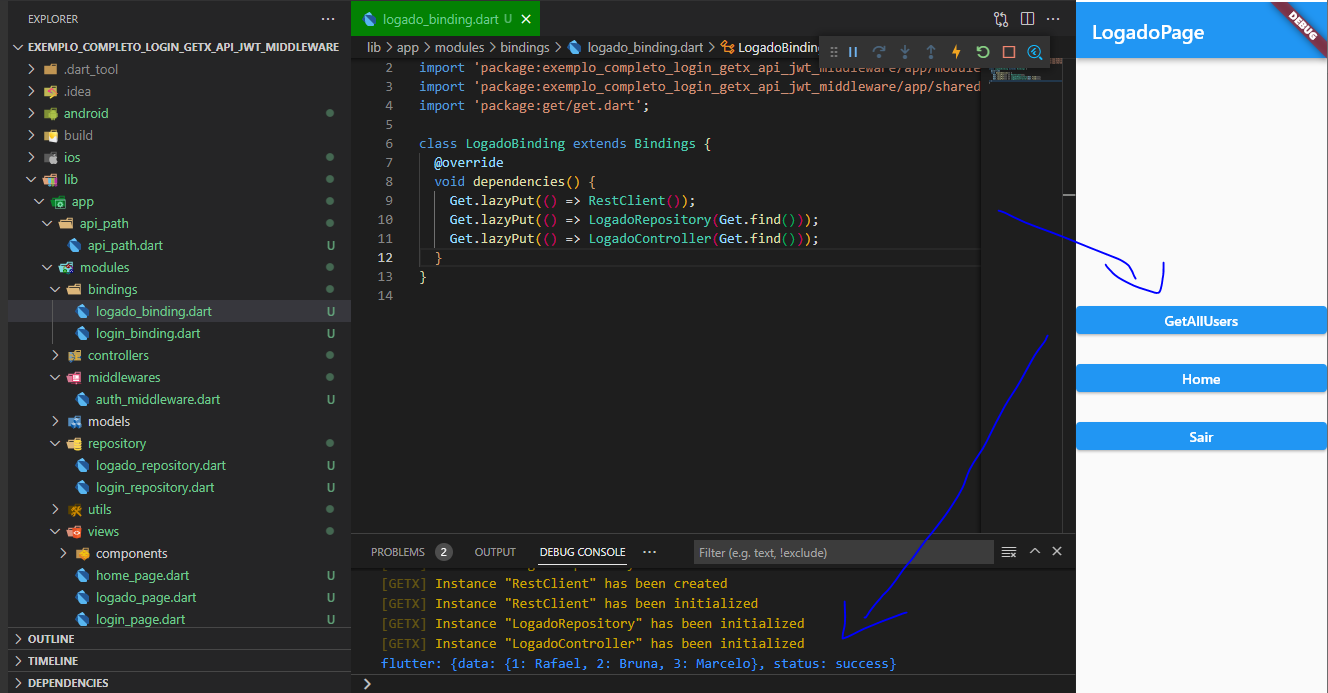 EXPLORER
EXEMPLO_COMPLETO_LOGIN_GETX_API_JWT_MIDDLEWARE
.dart_tool
.idea
android
build
ios
lib
app
api_path
api_path.dart U
modules
bindings
logado_binding.dart U
login_binding.dart U
controllers
middlewares
auth_middleware.dart U
models
repository
logado_repository.dart U
login_repository.dart U
utils
views
components
home_page.dart U
logado_page.dart U
login_page.dart U
OUTLINE
TIMELINE
DEPENDENCIES
logado_binding.dart U
lib > app > modules > bindings > logado_binding.dart > LogadoBinding
2 import 'package:exemplo_completo_login_getx_api_jwt_middleware/app/module
3 import 'package:exemplo_completo_login_getx_api_jwt_middleware/app/shared
4 import 'package:get/get.dart';
5
6 class LogadoBinding extends Bindings {
7 @override
8 void dependencies() {
9 Get.lazyPut(() => RestClient());
10 Get.lazyPut(() => LogadoRepository(Get.find()));
11 Get.lazyPut(() => LogadoController(Get.find()));
12 }
13 }
14
PROBLEMS 2 OUTPUT DEBUG CONSOLE ... Filter (e.g. text, !exclude)
[GETX] Instance "RestClient" has been created
[GETX] Instance "RestClient" has been initialized
[GETX] Instance "LogadoRepository" has been initialized
[GETX] Instance "LogadoController" has been initialized
flutter: {data: {1: Rafael, 2: Bruna, 3: Marcelo}, status: success}
LogadoPage
DEBUG
GetAllUsers
Home
Sair